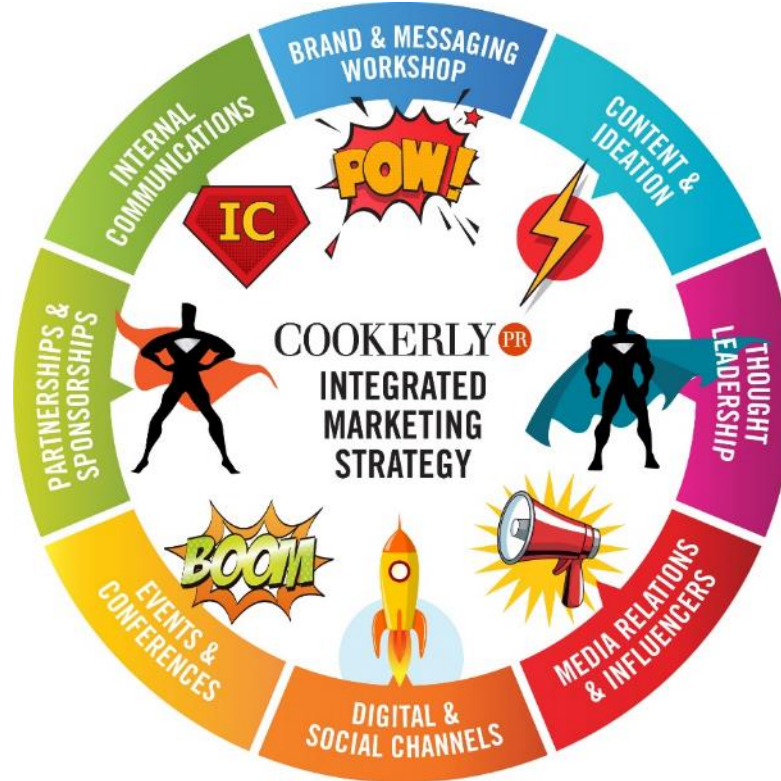 BRAND & MESSAGING
WORKSHOP
CONTENT &
IDEATION
THOUGHT
LEADERSHIP
MEDIA RELATIONS
& INFLUENCERS
DIGITAL &
SOCIAL CHANNELS
EVENTS &
CONFERENCES
PARTNERSHIPS &
SPONSORSHIPS
INTERNAL
COMMUNICATIONS
POW!
IC
COOKERLY PR
INTEGRATED
MARKETING
STRATEGY
BOOM